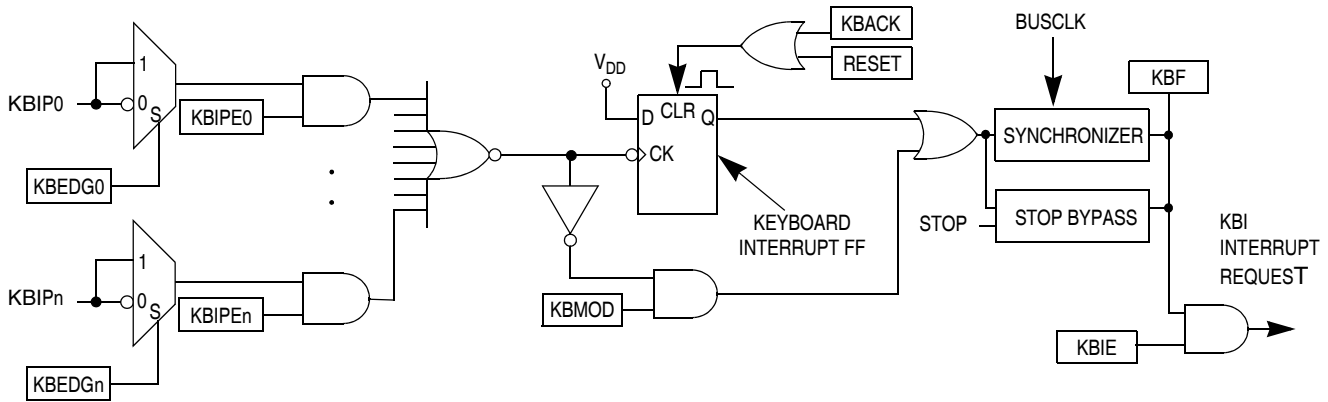 KBACK
RESET
BUSCLK
KBF
VDD
D CLR Q
CK
SYNCHRONIZER
STOP BYPASS
STOP
KEYBOARD
INTERRUPT FF
KBI
INTERRUPT
REQUEST
KBIE
KBMOD
1
KBIP0
0
S
KBIPE0
KBEDG0
1
KBIPn
0
S
KBIPEn
KBEDGn